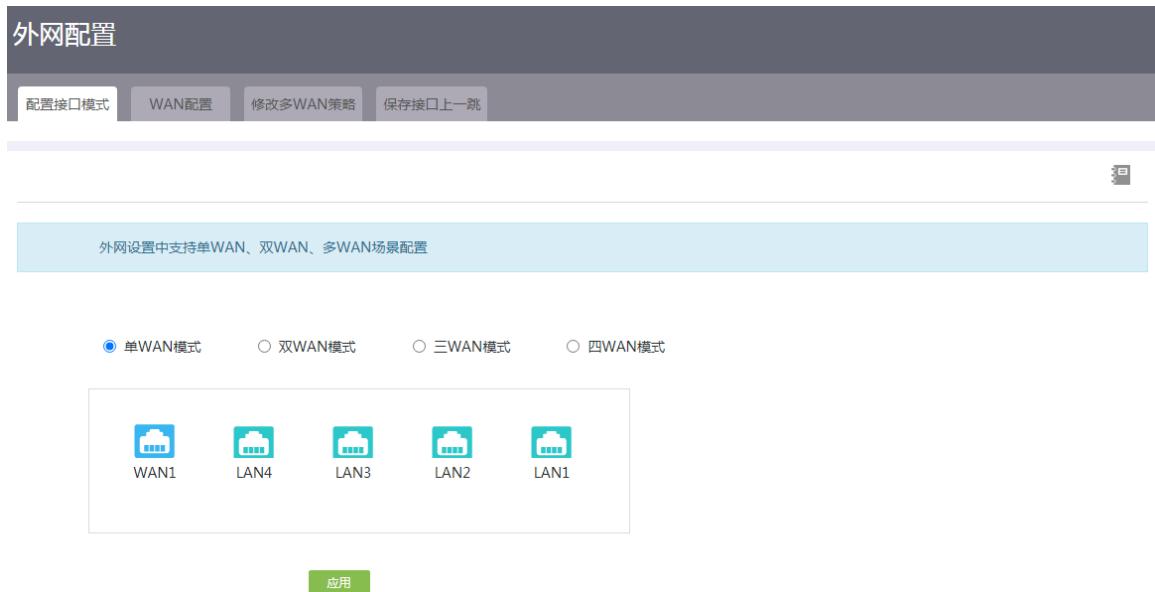 外网配置
配置接口模式 WAN配置 修改多WAN策略 保存接口上一跳
外网设置中支持单WAN、双WAN、多WAN场景配置
单WAN模式 双WAN模式 三WAN模式 四WAN模式
WAN1 LAN4 LAN3 LAN2 LAN1
应用